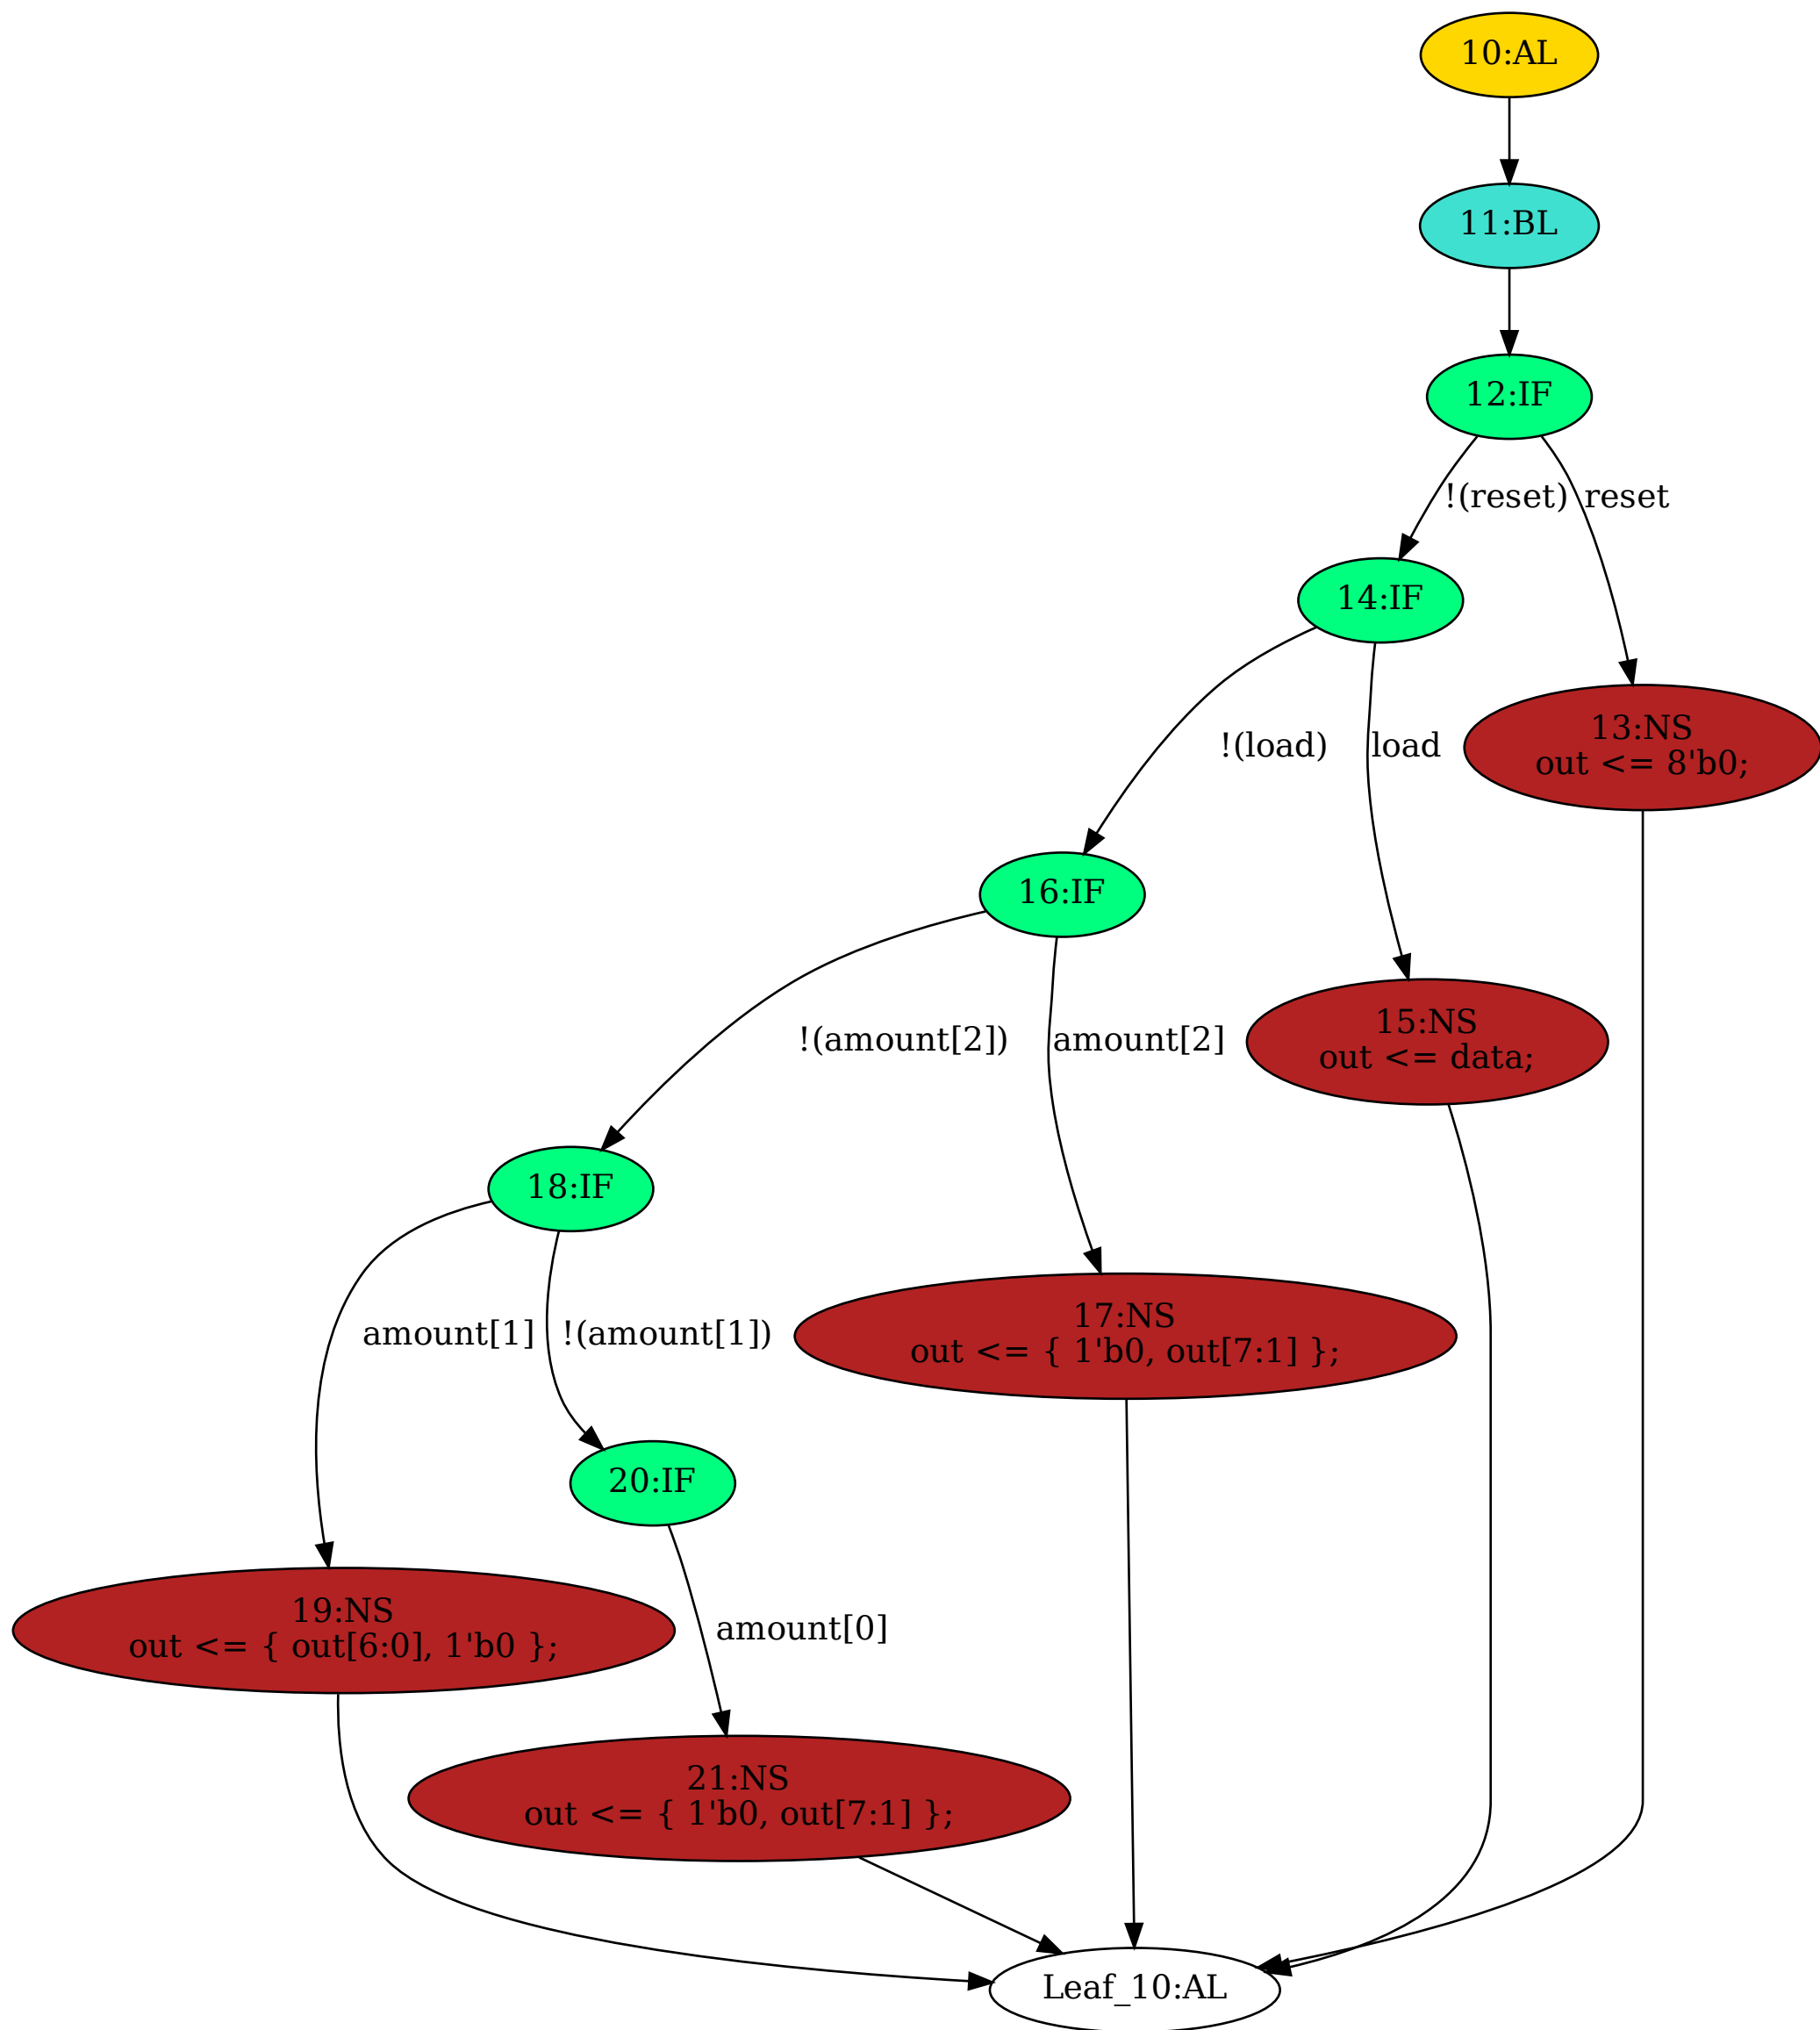 10:AL
11:BL
12:IF
!(reset)
reset
14:IF
13:NS
out <= 8'b0;
!(load)
load
16:IF
15:NS
out <= data;
!(amount[2])
amount[2]
18:IF
17:NS
out <= { 1'b0, out[7:1] };
amount[1]
!(amount[1])
20:IF
19:NS
out <= { out[6:0], 1'b0 };
amount[0]
21:NS
out <= { 1'b0, out[7:1] };
Leaf_10:AL